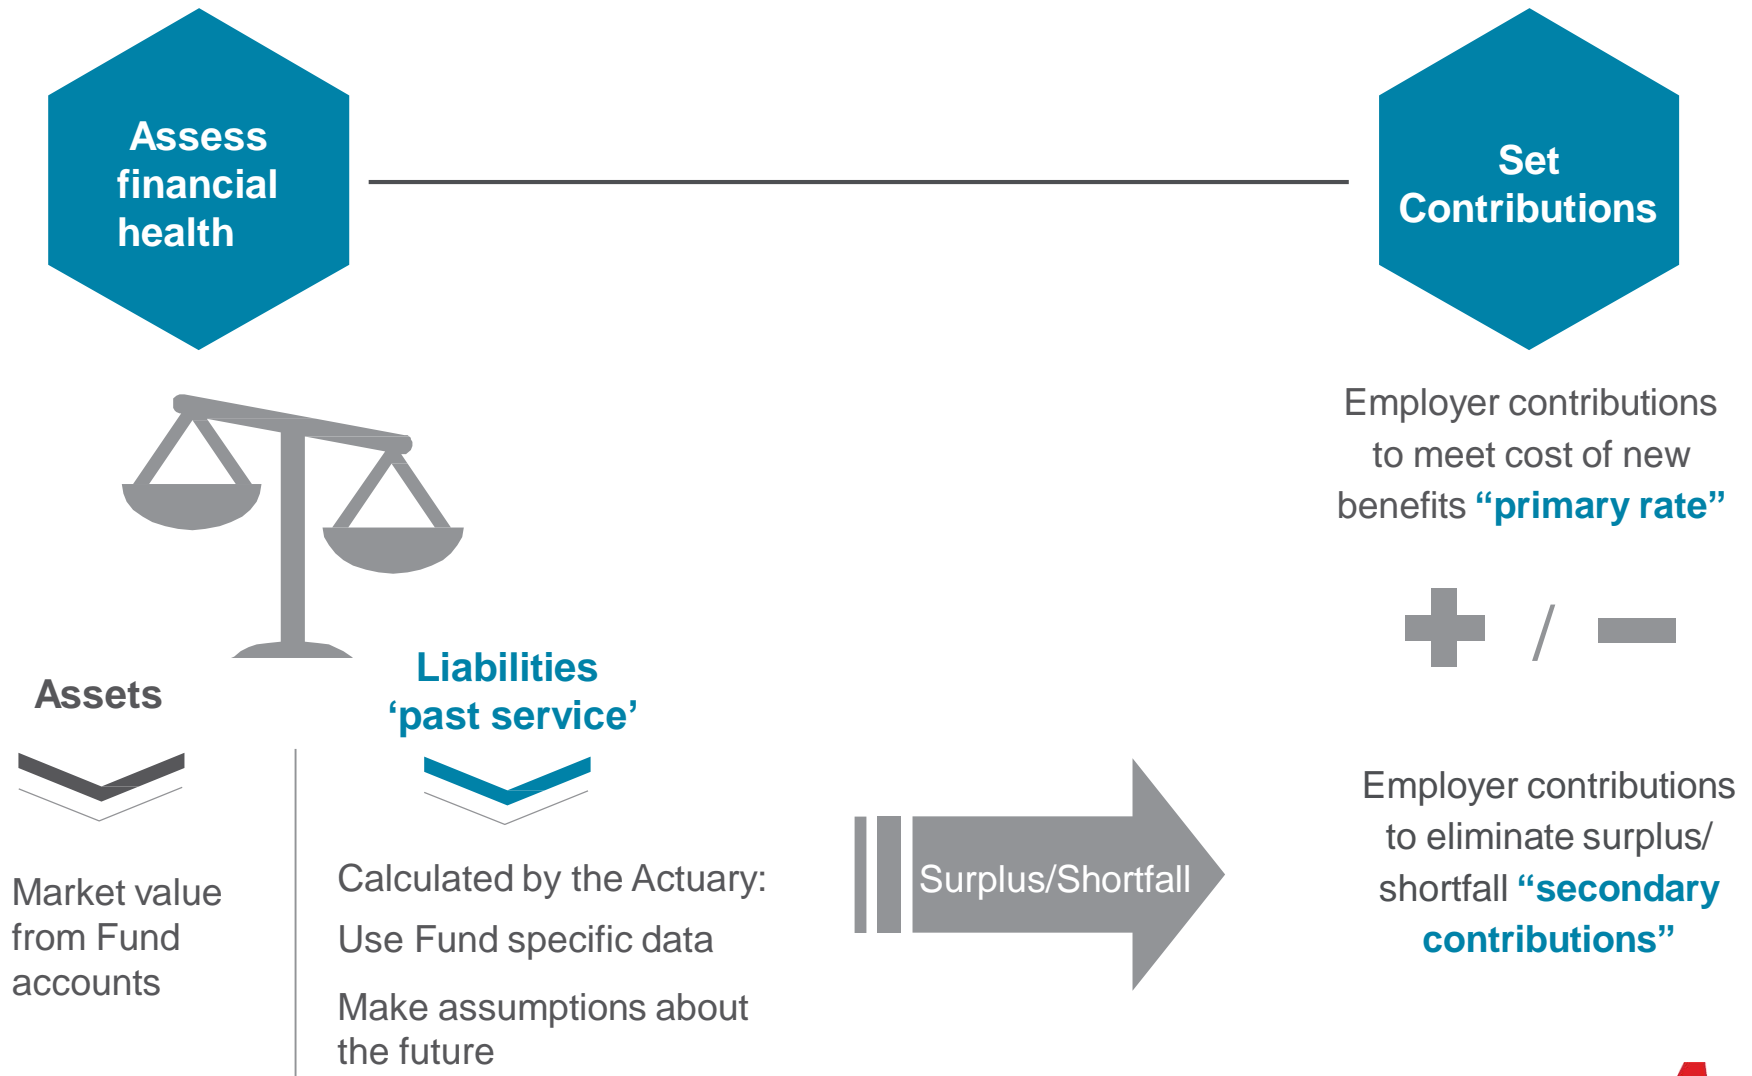 Assess
financial
health
Set
Contributions
Assets
Market value
from Fund
accounts
Liabilities
‘past service’
Calculated by the Actuary:
Use Fund specific data
Make assumptions about
the future
Surplus/Shortfall
Employer contributions
to meet cost of new
benefits “primary rate”
+ / −
Employer contributions
to eliminate surplus/
shortfall “secondary
contributions”